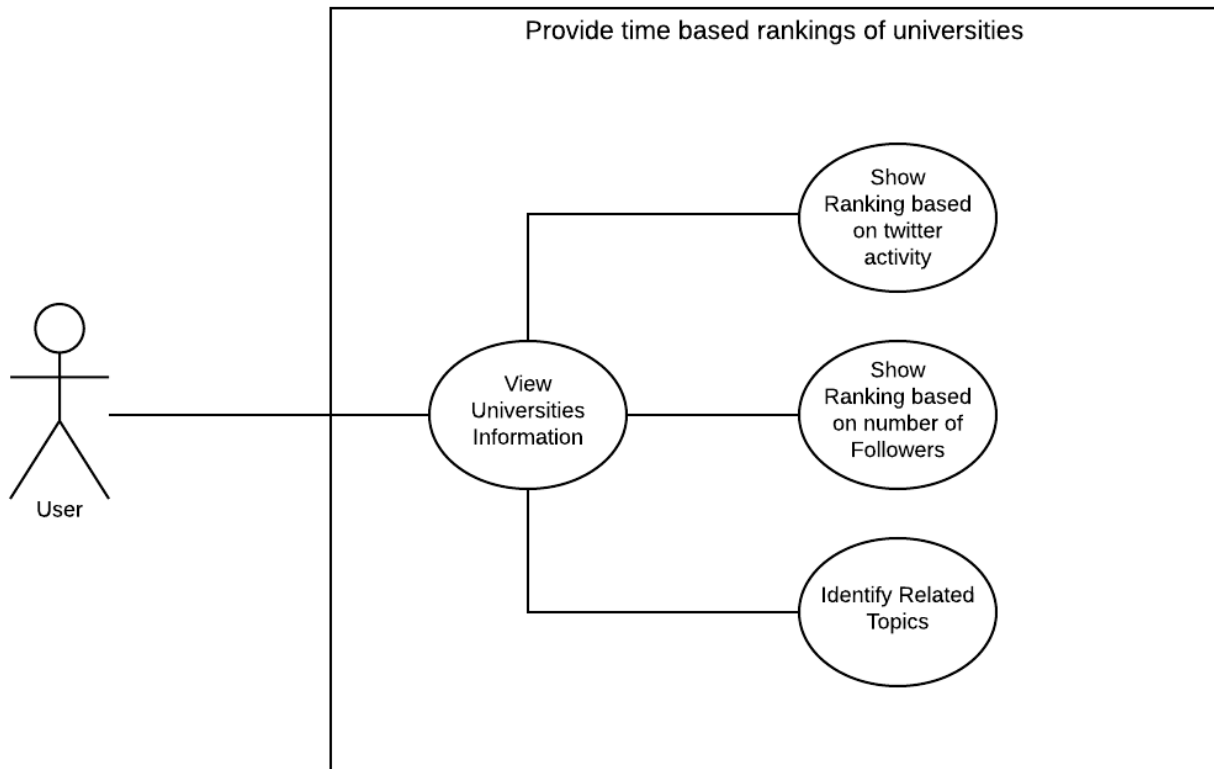 Provide time based rankings of universities
Show
Ranking based
on twitter
activity
View
Universities
Information
Show
Ranking based
on number of
Followers
User
Identify Related
Topics